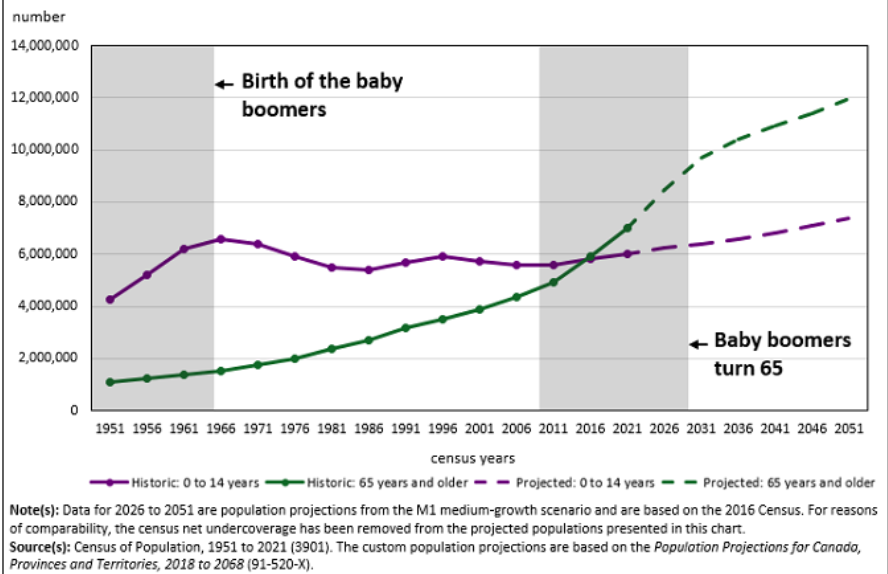 number
14,000,000
12,000,000
10,000,000
8,000,000
6,000,000
4,000,000
2,000,000
0
← Birth of the baby
boomers
← Baby boomers
turn 65
1951 1956 1961 1966 1971 1976 1981 1986 1991 1996 2001 2006 2011 2016 2021 2026 2031 2036 2041 2046 2051
census years
Historic: 0 to 14 years Historic: 65 years and older Projected: 0 to 14 years Projected: 65 years and older
Note(s): Data for 2026 to 2051 are population projections from the M1 medium-growth scenario and are based on the 2016 Census. For reasons
of comparability, the census net undercoverage has been removed from the projected populations presented in this chart.
Source(s): Census of Population, 1951 to 2021 (3901). The custom population projections are based on the Population Projections for Canada,
Provinces and Territories, 2018 to 2068 (91-520-X).